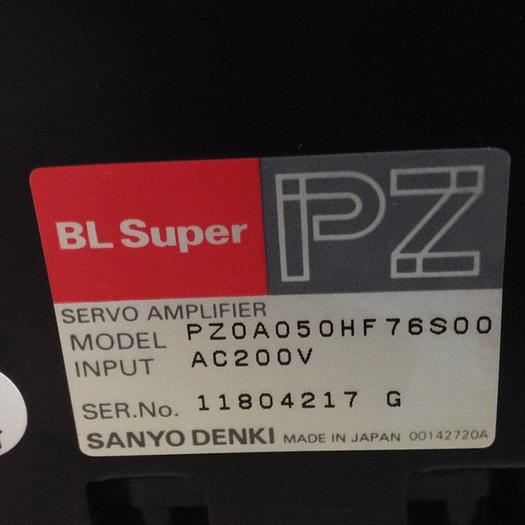 BL Super PZ
SERVO AMPLIFIER
MODEL PZ0A050HF76S00
INPUT AC200V
SER.No. 11804217 G
SANYO DENKI MADE IN JAPAN 00142720A